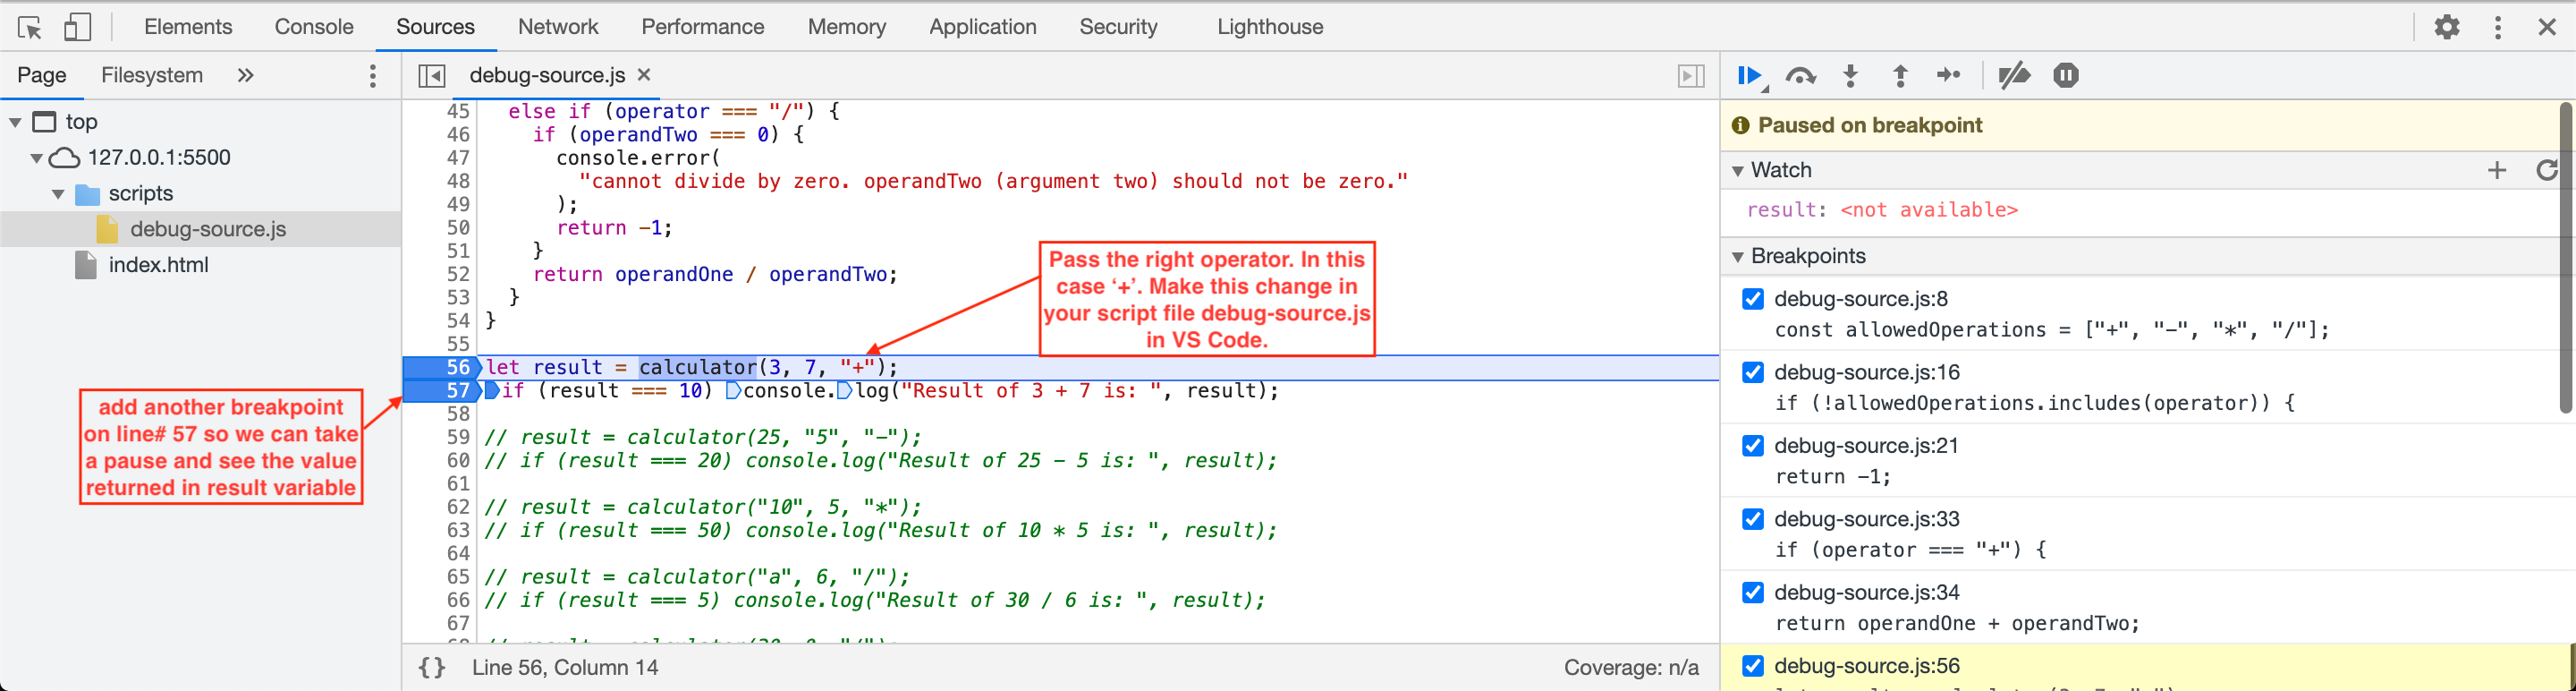 Elements Console Sources Network Performance Memory Application Security Lighthouse
Page Filesystem »
debug-source.js ×
top
127.0.0.1:5500
scripts
debug-source.js
index.html
45 else if (operator === "/") {
46 if (operandTwo === 0) {
47 console.error(
48 "cannot divide by zero. operandTwo (argument two) should not be zero."
49 );
50 return -1;
51 }
52 return operandOne / operandTwo;
53 }
54 }
55
56 let result = calculator(3, 7, "+");
57 if (result === 10) console.log("Result of 3 + 7 is: ", result);
58
59 // result = calculator(25, "5", "-");
60 // if (result === 20) console.log("Result of 25 - 5 is: ", result);
61
62 // result = calculator("10", 5, "*");
63 // if (result === 50) console.log("Result of 10 * 5 is: ", result);
64
65 // result = calculator("a", 6, "/");
66 // if (result === 5) console.log("Result of 30 / 6 is: ", result);
67
Pass the right operator. In this
case ‘+’. Make this change in
your script file debug-source.js
in VS Code.
add another breakpoint
on line# 57 so we can take
a pause and see the value
returned in result variable
{} Line 56, Column 14
Coverage: n/a
Paused on breakpoint
Watch
result: <not available>
Breakpoints
debug-source.js:8
const allowedOperations = ["+", "-", "*", "/"];
debug-source.js:16
if (!allowedOperations.includes(operator)) {
debug-source.js:21
return -1;
debug-source.js:33
if (operator === "+") {
debug-source.js:34
return operandOne + operandTwo;
debug-source.js:56